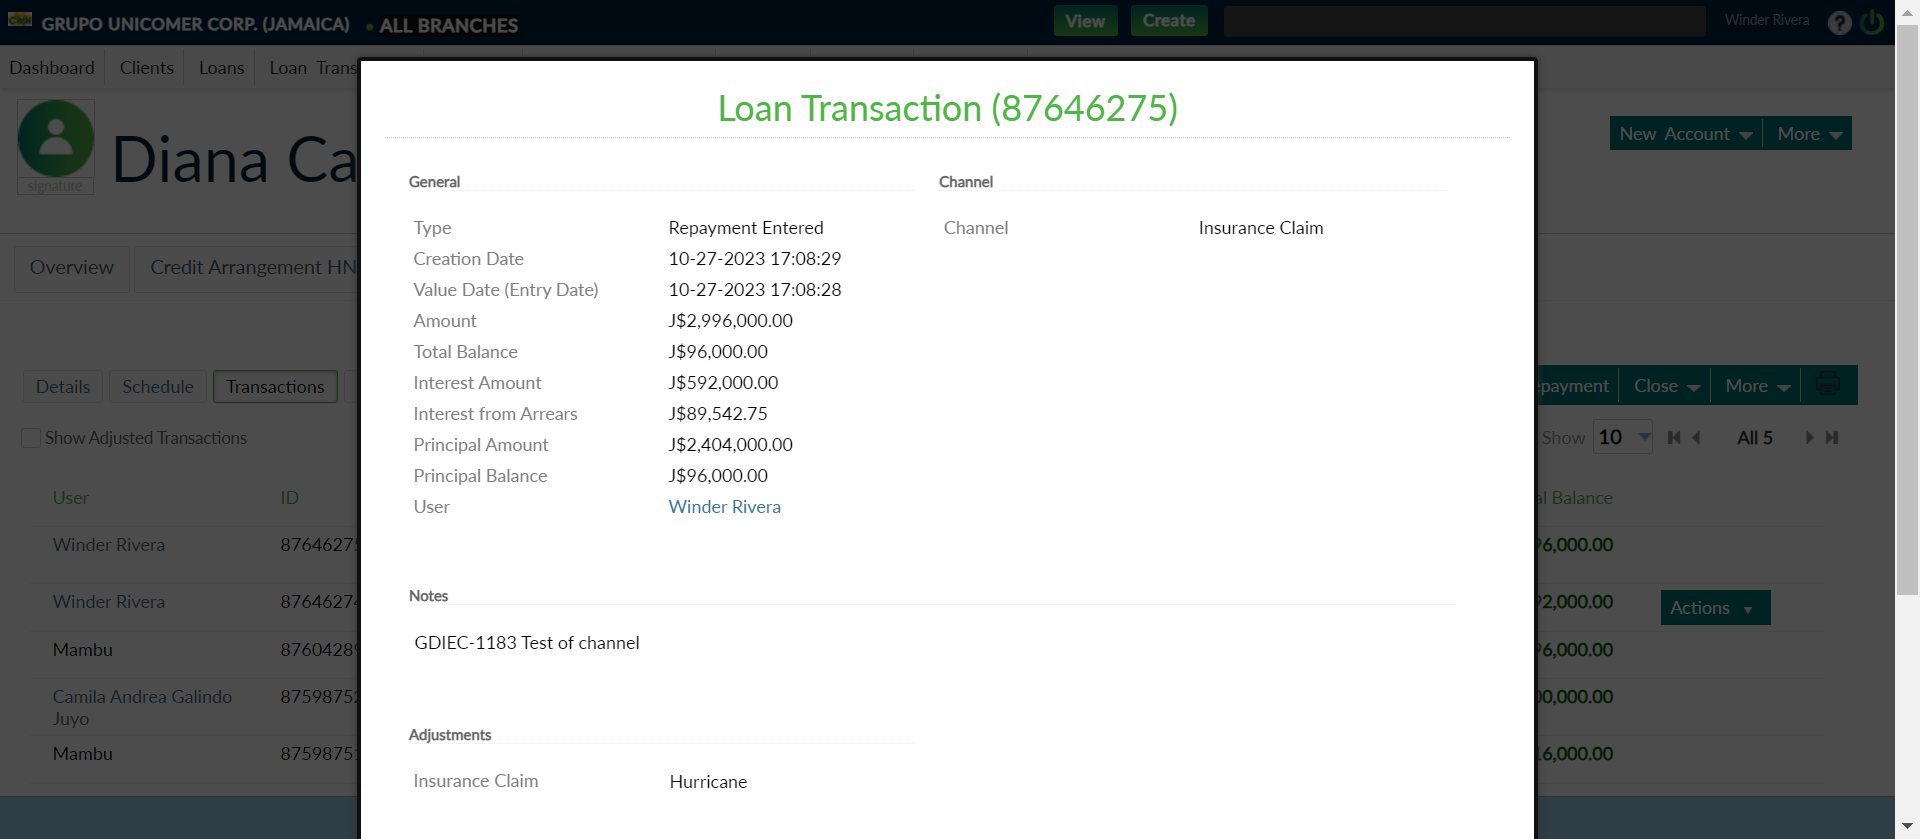 GRUPO UNICOMER CORP. (JAMAICA) • ALL BRANCHES
View Create Winder Rivera ?
Dashboard Clients Loans Loan Trans
signature
Diana Ca
New Account More
Overview Credit Arrangement HN
Details Schedule Transactions
payment Close More
Show Adjusted Transactions
Show 10 All 5
User ID Balance
Winder Rivera 87646275 6,000.00
Winder Rivera 87646274 2,000.00 Actions
Mambu 87604289 6,000.00
Camila Andrea Galindo Juyo 8759875 0,000.00
Mambu 8759875 6,000.00
Loan Transaction (87646275)
General
Type Repayment Entered
Creation Date 10-27-2023 17:08:29
Value Date (Entry Date) 10-27-2023 17:08:28
Amount J$2,996,000.00
Total Balance J$96,000.00
Interest Amount J$592,000.00
Interest from Arrears J$89,542.75
Principal Amount J$2,404,000.00
Principal Balance J$96,000.00
User Winder Rivera
Channel
Channel Insurance Claim
Notes
GDIEC-1183 Test of channel
Adjustments
Insurance Claim Hurricane